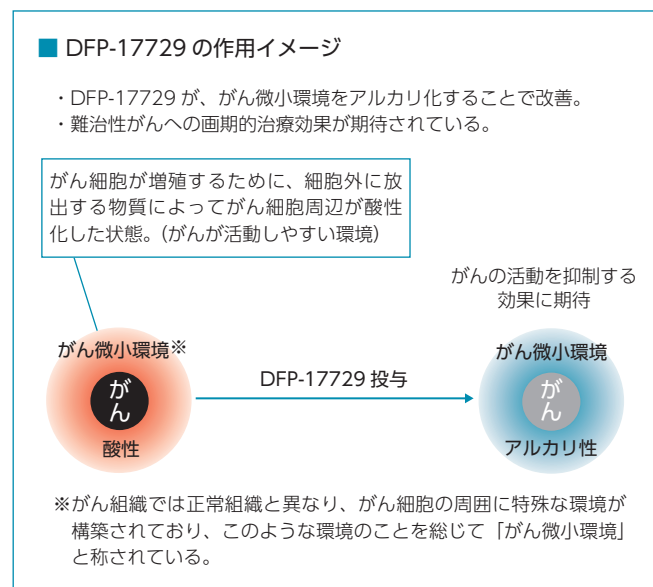 ■ DFP-17729 の作用イメージ
・DFP-17729 が、がん微小環境をアルカリ化することで改善。
・難治性がんへの画期的治療効果が期待されている。
がん細胞が増殖するために、細胞外に放
出する物質によってがん細胞周辺が酸性
化した状態。(がんが活動しやすい環境)
がんの活動を抑制する
効果に期待
がん微小環境※
がん
酸性
DFP-17729 投与
がん微小環境
がん
アルカリ性
※がん組織では正常組織と異なり、がん細胞の周囲に特殊な環境が
構築されており、このような環境のことを総じて「がん微小環境」
と称されている。